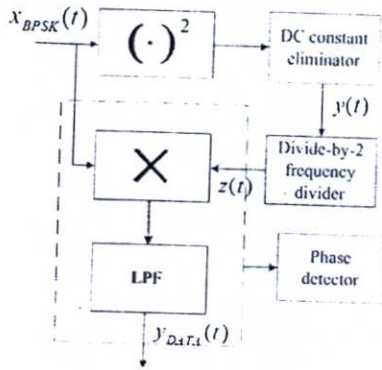 x_BPSK(t)
(·)²
DC constant
eliminator
y(t)
Divide-by-2
frequency
divider
z(t)
×
LPF
Phase
detector
y_DATA(t)